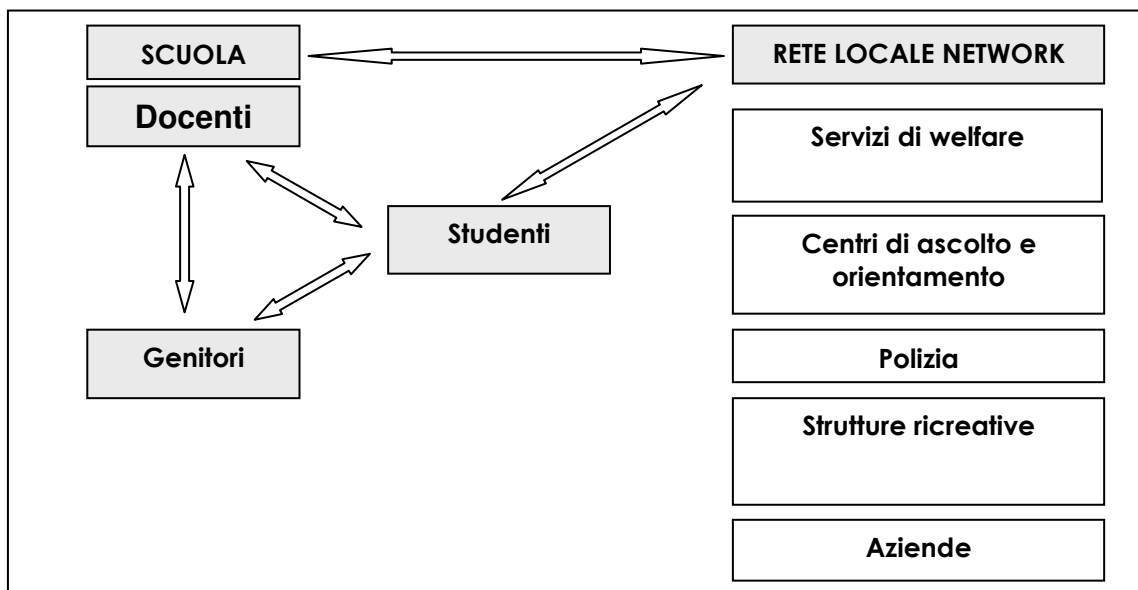 SCUOLA
Docenti
Studenti
Genitori
RETE LOCALE NETWORK
Servizi di welfare
Centri di ascolto e
orientamento
Polizia
Strutture ricreative
Aziende